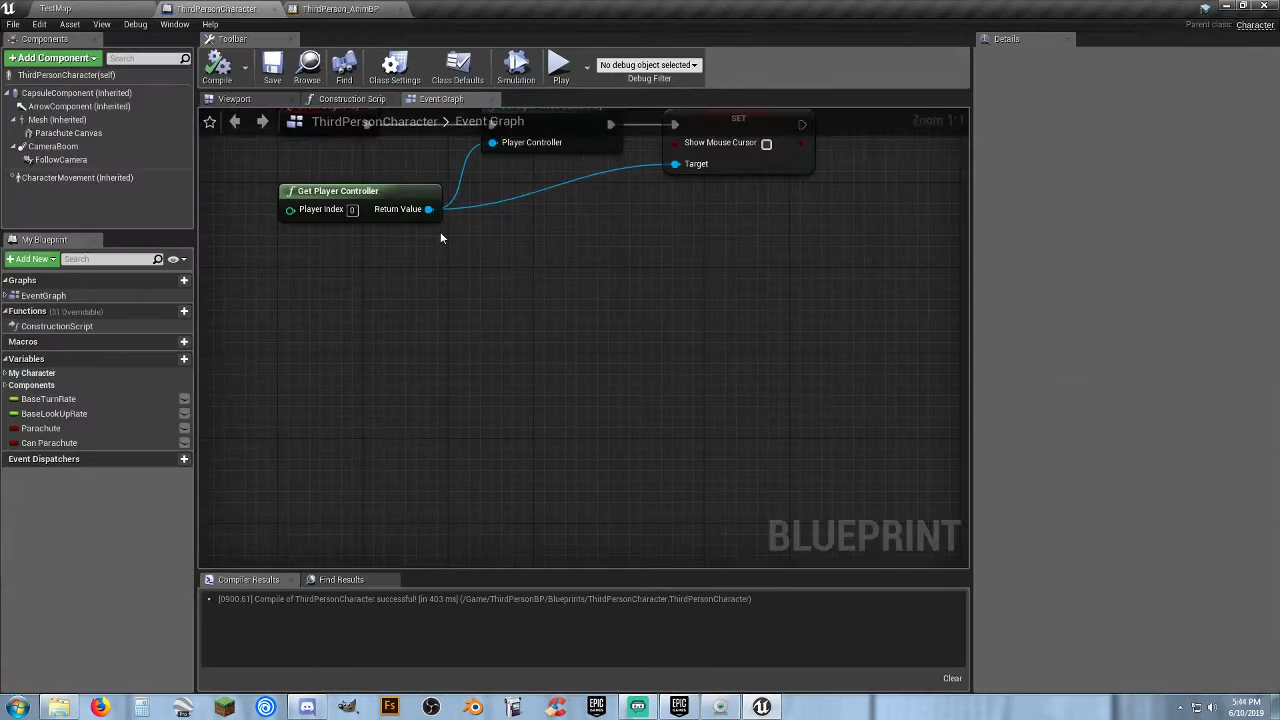 TestMap
ThirdPersonCharacter
ThirdPerson_AnimBP
File Edit Asset View Debug Window Help
Parent class: Character
Components
Toolbar
Details
+Add Component
Search
ThirdPersonCharacter(self)
CapsuleComponent (Inherited)
ArrowComponent (Inherited)
Mesh (Inherited)
Parachute Canvas
CameraBoom
FollowCamera
CharacterMovement (Inherited)
Compile
Save
Browse
Find
Class Settings
Class Defaults
Simulation
Play
No debug object selected
Debug Filter
Viewport
Construction Scrip
Event Graph
ThirdPersonCharacter > Event Graph
Zoom 1:1
SET
Player Controller
Show Mouse Cursor
Target
Get Player Controller
Player Index 0 Return Value
My Blueprint
+Add New
Search
Graphs
EventGraph
Functions (31 Overridable)
ConstructionScript
Macros
Variables
My Character
Components
BaseTurnRate
BaseLookUpRate
Parachute
Can Parachute
Event Dispatchers
BLUEPRINT
Compiler Results
Find Results
[0900.61] Compile of ThirdPersonCharacter successful! [in 403 ms] (/Game/ThirdPersonBP/Blueprints/ThirdPersonCharacter.ThirdPersonCharacter)
Clear
Fs
EPIC GAMES
EPIC GAMES
5:44 PM
6/10/2019